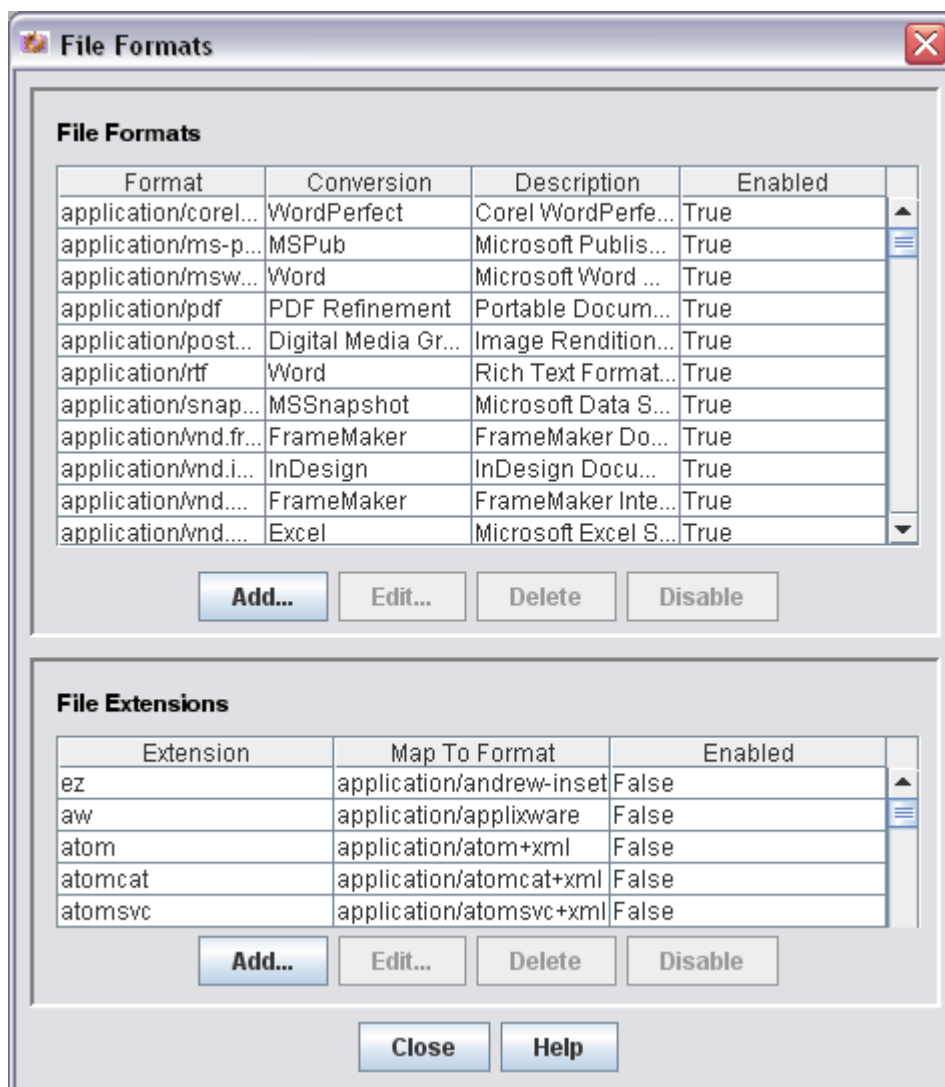 File Formats
File Formats
Format Conversion Description Enabled
application/corel... WordPerfect Corel WordPerfe... True
application/ms-p... MSPub Microsoft Publis... True
application/msw... Word Microsoft Word ... True
application/pdf PDF Refinement Portable Docum... True
application/post... Digital Media Gr... Image Rendition... True
application/rtf Word Rich Text Format... True
application/snap... MSSnapshot Microsoft Data S... True
application/vnd.fr... FrameMaker FrameMaker Do... True
application/vnd.i... InDesign InDesign Docu... True
application/vnd.... FrameMaker FrameMaker Inte... True
application/vnd.... Excel Microsoft Excel S... True
Add... Edit... Delete Disable
File Extensions
Extension Map To Format Enabled
ez application/andrew-inset False
aw application/applixware False
atom application/atom+xml False
atomcat application/atomcat+xml False
atomsvc application/atomsvc+xml False
Add... Edit... Delete Disable
Close Help